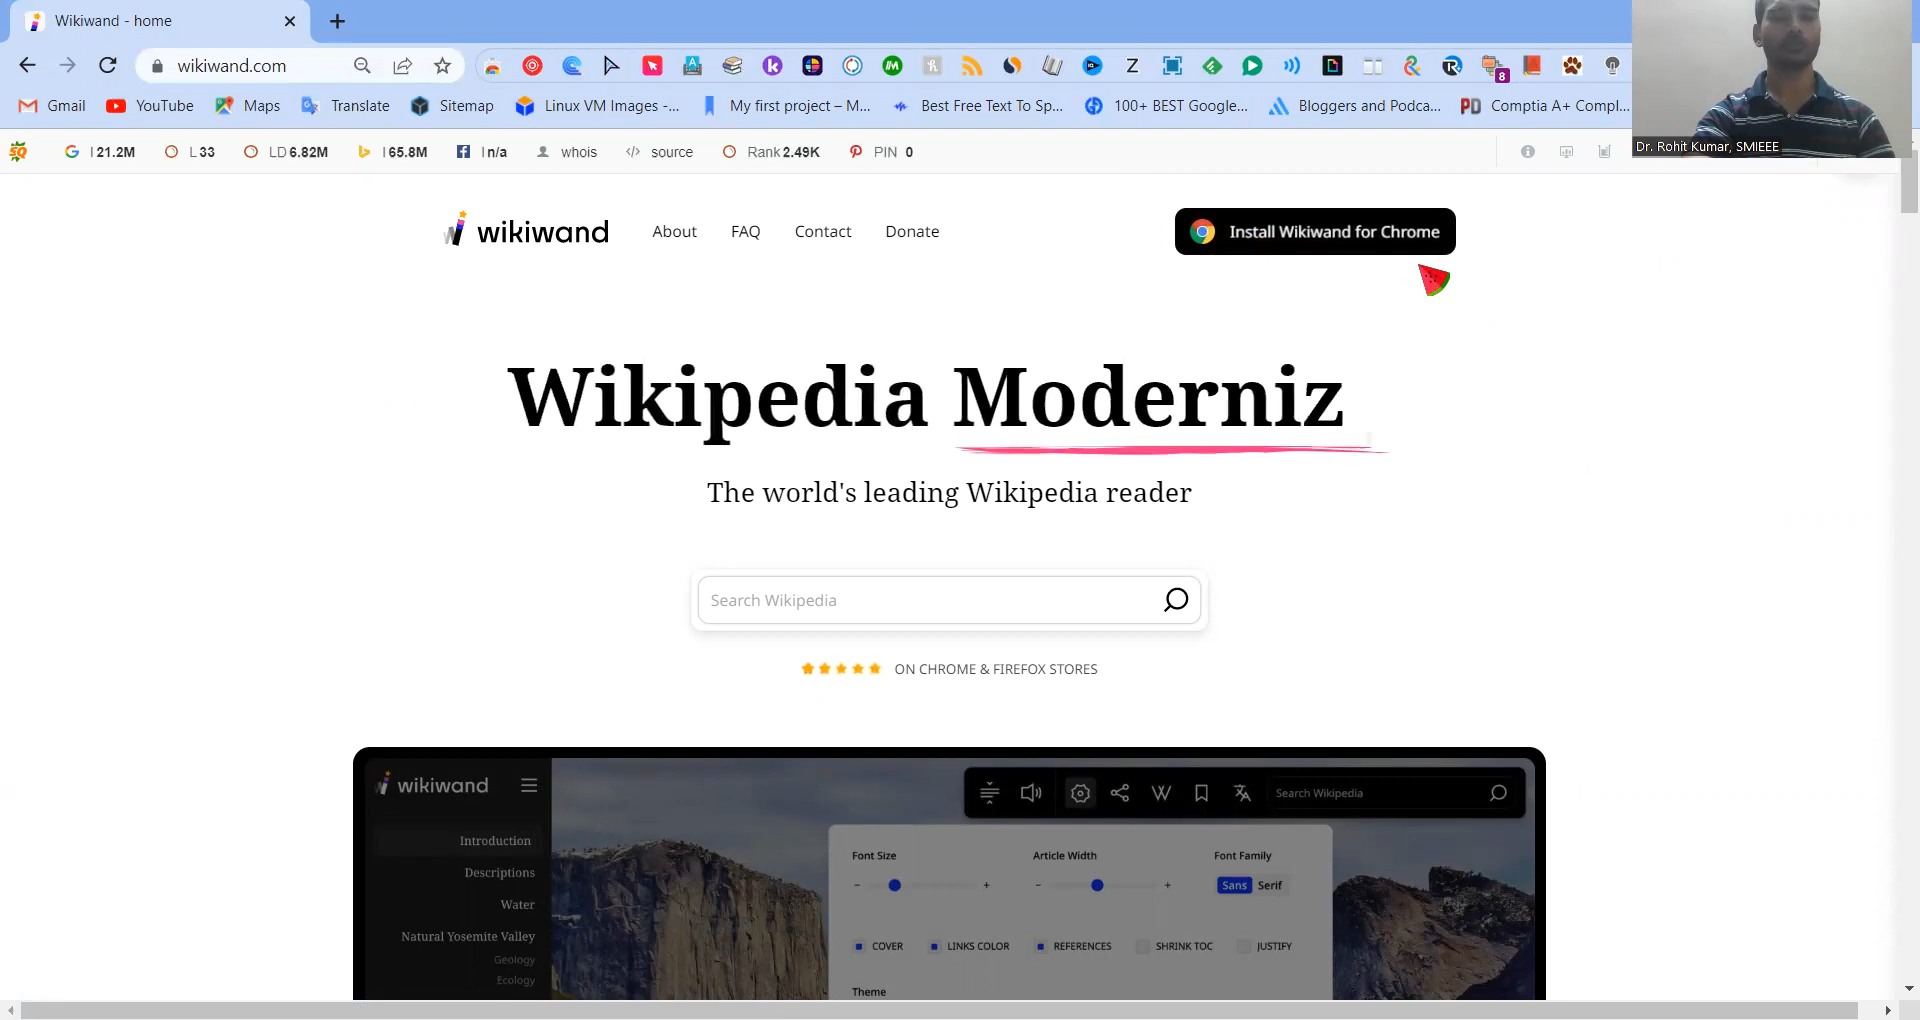 Wikiwand - home
wikiwand.com
8
Gmail YouTube Maps Translate Sitemap Linux VM Images -... My first project – M... Best Free Text To Sp... 100+ BEST Google... Bloggers and Podca... Comptia A+ Compl...
Dr. Rohit Kumar, SMIEEE
SQ I 21.2M L 33 LD 6.82M I 65.8M I n/a whois source Rank 2.49K PIN 0
wikiwand About FAQ Contact Donate Install Wikiwand for Chrome
Wikipedia Moderniz
The world's leading Wikipedia reader
Search Wikipedia
ON CHROME & FIREFOX STORES
wikiwand Search Wikipedia
Introduction
Descriptions
Water
Natural Yosemite Valley
Geology
Ecology
Font Size Article Width Font Family
- + - + Sans Serif
COVER LINKS COLOR REFERENCES SHRINK TOC JUSTIFY
Theme